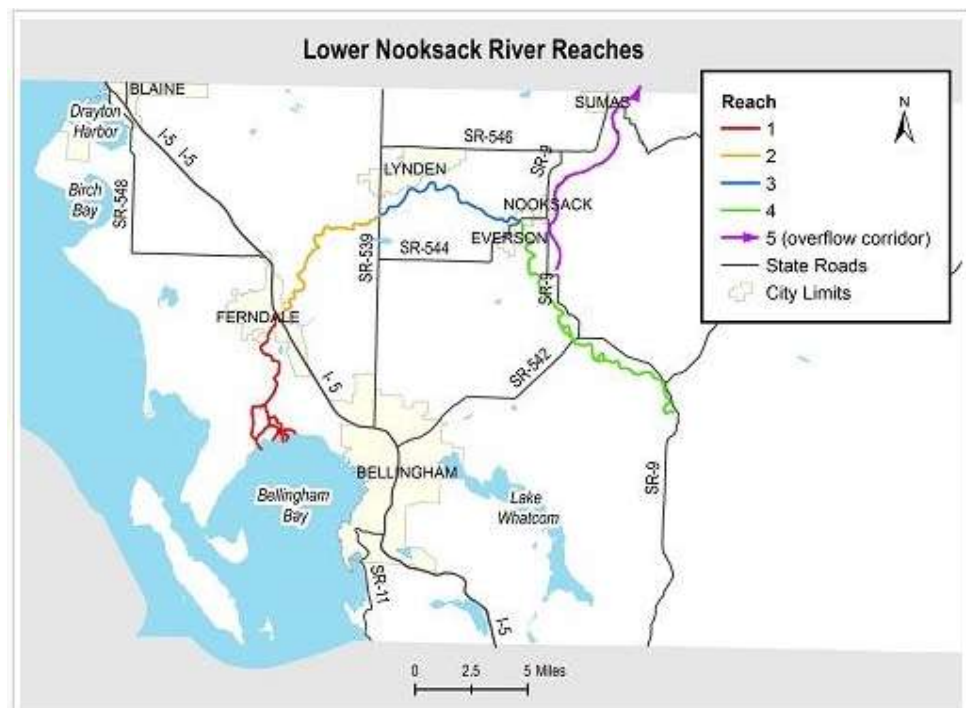 Lower Nooksack River Reaches
BLAINE
Drayton
Harbor
I-5 I-5
Birch
Bay
SR-548
SR-546
SUMAS
SR-9
LYNDEN
NOOKSACK
EVERSON
SR-539
SR-544
SR-9
FERNDALE
I-5
SR-542
BELLINGHAM
Bellingham
Bay
Lake
Whatcom
SR-9
SR-11
I-5
Reach
N
1
2
3
4
5 (overflow corridor)
State Roads
City Limits
0 2.5 5 Miles